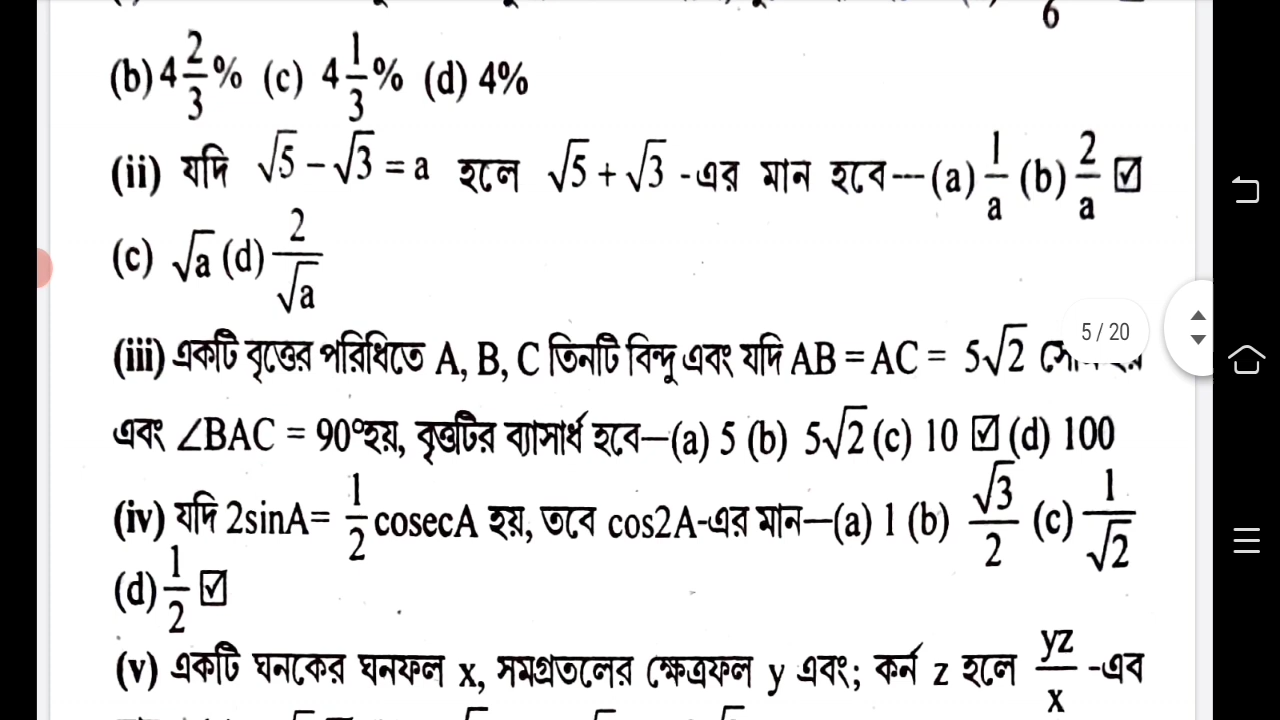 6
(b) 4 2/3 % (c) 4 1/3 % (d) 4%
(ii) যদি √5 − √3 = a হলে √5 + √3 -এর মান হবে---(a) 1/a (b) 2/a ☑
(c) √a (d) 2/√a
(iii) একটি বৃত্তের পরিধিতে A, B, C তিনটি বিন্দু এবং যদি AB = AC = 5√2
5 / 20
এবং ∠BAC = 90°হয়, বৃত্তটির ব্যাসার্ধ হবে—(a) 5 (b) 5√2 (c) 10 ☑ (d) 100
(iv) যদি 2sinA= 1/2 cosecA হয়, তবে cos2A-এর মান—(a) 1 (b) √3/2 (c) 1/√2
(d) 1/2 ☑
(v) একটি ঘনকের ঘনফল x, সমগ্রতলের ক্ষেত্রফল y এবং; কর্ন z হলে yz/x -এব